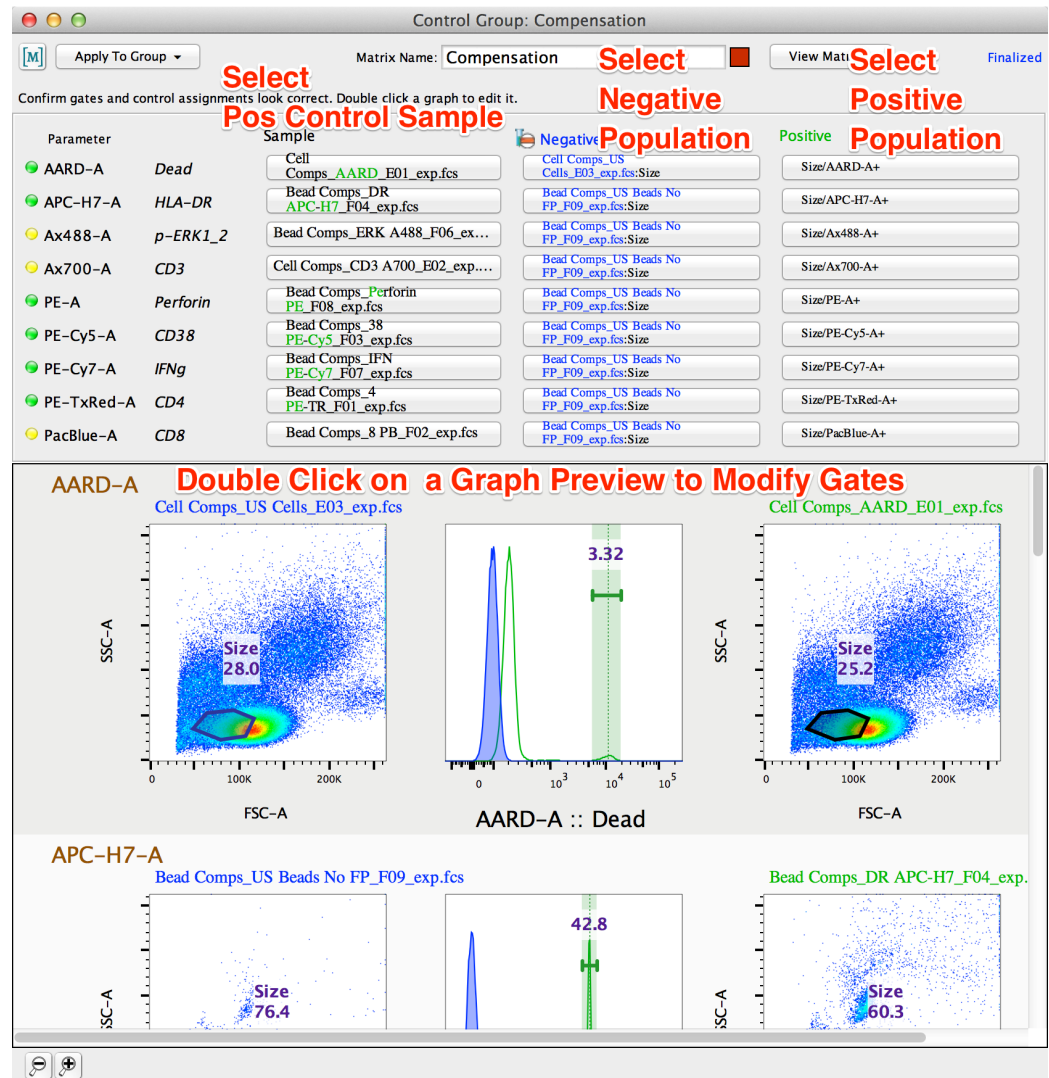 Control Group: Compensation
[M]
Apply To Group
Matrix Name: Compensation
View Mat
Finalized
Select
Pos Control Sample
Select
Negative
Population
Select
Positive
Population
Confirm gates and control assignments look correct. Double click a graph to edit it.
Parameter
Sample
Negative
Positive
AARD-A
Dead
Cell
Comps_AARD_E01_exp.fcs
Cell Comps_US
Cells_E03_exp.fcs:Size
Size/AARD-A+
APC-H7-A
HLA-DR
Bead Comps_DR
APC-H7_F04_exp.fcs
Bead Comps_US Beads No
FP_F09_exp.fcs:Size
Size/APC-H7-A+
Ax488-A
p-ERK1_2
Bead Comps_ERK A488_F06_ex...
Bead Comps_US Beads No
FP_F09_exp.fcs:Size
Size/Ax488-A+
Ax700-A
CD3
Cell Comps_CD3 A700_E02_exp....
Bead Comps_US Beads No
FP_F09_exp.fcs:Size
Size/Ax700-A+
PE-A
Perforin
Bead Comps_Perforin
PE_F08_exp.fcs
Bead Comps_US Beads No
FP_F09_exp.fcs:Size
Size/PE-A+
PE-Cy5-A
CD38
Bead Comps_38
PE-Cy5_F03_exp.fcs
Bead Comps_US Beads No
FP_F09_exp.fcs:Size
Size/PE-Cy5-A+
PE-Cy7-A
IFNg
Bead Comps_IFN
PE-Cy7_F07_exp.fcs
Bead Comps_US Beads No
FP_F09_exp.fcs:Size
Size/PE-Cy7-A+
PE-TxRed-A
CD4
Bead Comps_4
PE-TR_F01_exp.fcs
Bead Comps_US Beads No
FP_F09_exp.fcs:Size
Size/PE-TxRed-A+
PacBlue-A
CD8
Bead Comps_8 PB_F02_exp.fcs
Bead Comps_US Beads No
FP_F09_exp.fcs:Size
Size/PacBlue-A+
Double Click on a Graph Preview to Modify Gates
AARD-A
Cell Comps_US Cells_E03_exp.fcs
Cell Comps_AARD_E01_exp.fcs
SSC-A
Size
28.0
0 100K 200K
FSC-A
3.32
0 10^3 10^4 10^5
AARD-A :: Dead
SSC-A
Size
25.2
0 100K 200K
FSC-A
APC-H7-A
Bead Comps_US Beads No FP_F09_exp.fcs
Bead Comps_DR APC-H7_F04_exp.
Size
76.4
42.8
Size
60.3